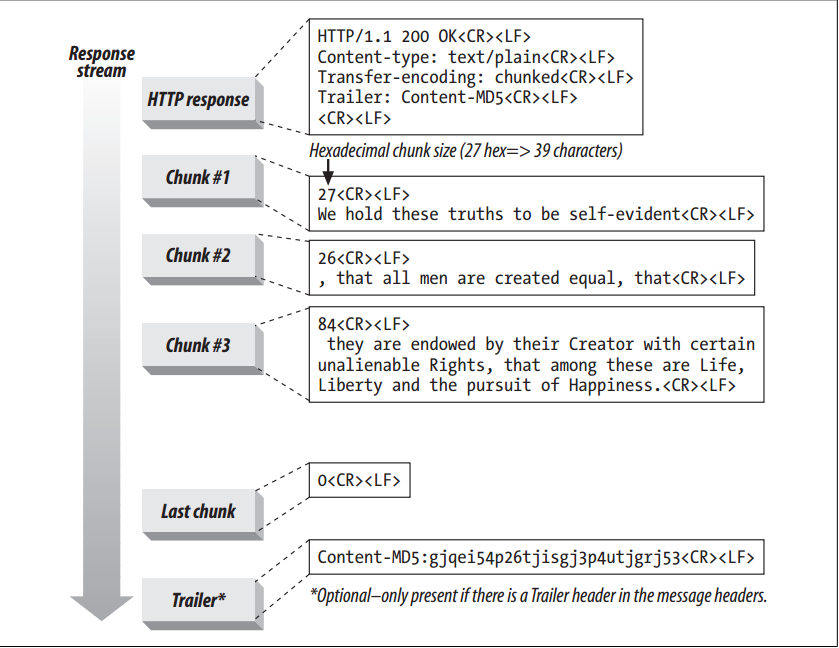 Response
stream
HTTP response
HTTP/1.1 200 OK<CR><LF>
Content-type: text/plain<CR><LF>
Transfer-encoding: chunked<CR><LF>
Trailer: Content-MD5<CR><LF>
<CR><LF>
Hexadecimal chunk size (27 hex=> 39 characters)
Chunk #1
27<CR><LF>
We hold these truths to be self-evident<CR><LF>
Chunk #2
26<CR><LF>
, that all men are created equal, that<CR><LF>
Chunk #3
84<CR><LF>
they are endowed by their Creator with certain
unalienable Rights, that among these are Life,
Liberty and the pursuit of Happiness.<CR><LF>
Last chunk
0<CR><LF>
Trailer*
Content-MD5:gjqei54p26tjisgj3p4utjgrj53<CR><LF>
*Optional—only present if there is a Trailer header in the message headers.